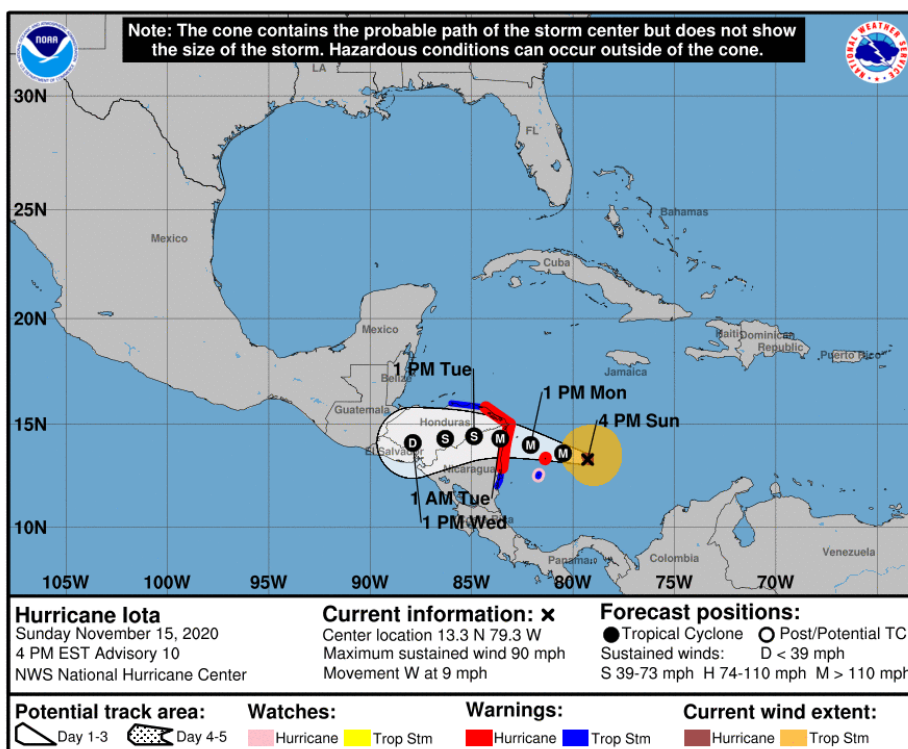 Note: The cone contains the probable path of the storm center but does not show
the size of the storm. Hazardous conditions can occur outside of the cone.
NOAA
NATIONAL WEATHER SERVICE
LA
30N
FL
25N
Bahamas
Mexico
Cuba
20N
Mexico
Haiti Dominican
Republic
Puerto Rico
Jamaica
Belize
1 PM Tue
1 PM Mon
15N
Guatemala
Honduras
4 PM Sun
D S S M M M
El Salvador
Nicaragua
1 AM Tue
1 PM Wed
10N
Panama
Colombia
Venezuela
105W 100W 95W 90W 85W 80W 75W 70W
Hurricane Iota
Sunday November 15, 2020
4 PM EST Advisory 10
NWS National Hurricane Center
Current information: x
Center location 13.3 N 79.3 W
Maximum sustained wind 90 mph
Movement W at 9 mph
Forecast positions:
Tropical Cyclone Post/Potential TC
Sustained winds: D < 39 mph
S 39-73 mph H 74-110 mph M > 110 mph
Potential track area:
Day 1-3 Day 4-5
Watches:
Hurricane Trop Stm
Warnings:
Hurricane Trop Stm
Current wind extent:
Hurricane Trop Stm